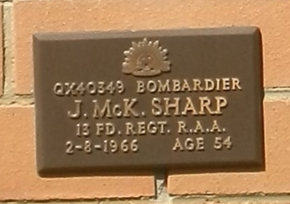 QX40349 BOMBARDIER
J. McK. SHARP
13 FD. REGT. R.A.A.
2-8-1966 AGE 54